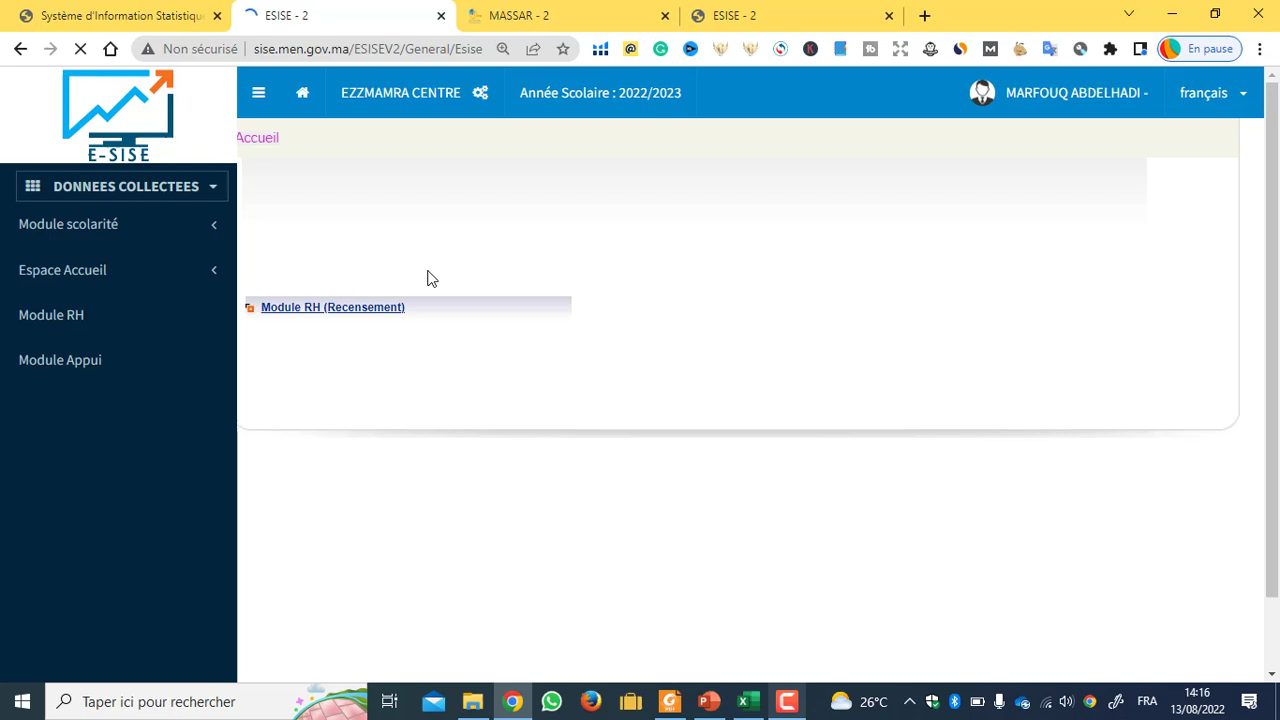 Système d'Information Statistiqu
ESISE - 2
MASSAR - 2
ESISE - 2
Non sécurisé
sise.men.gov.ma/ESISEV2/General/Esise
En pause
E-SISE
EZZMAMRA CENTRE
Année Scolaire : 2022/2023
MARFOUQ ABDELHADI -
français
Accueil
DONNEES COLLECTEES
Module scolarité
Espace Accueil
Module RH
Module Appui
Module RH (Recensement)
Taper ici pour rechercher
26°C
FRA
14:16
13/08/2022